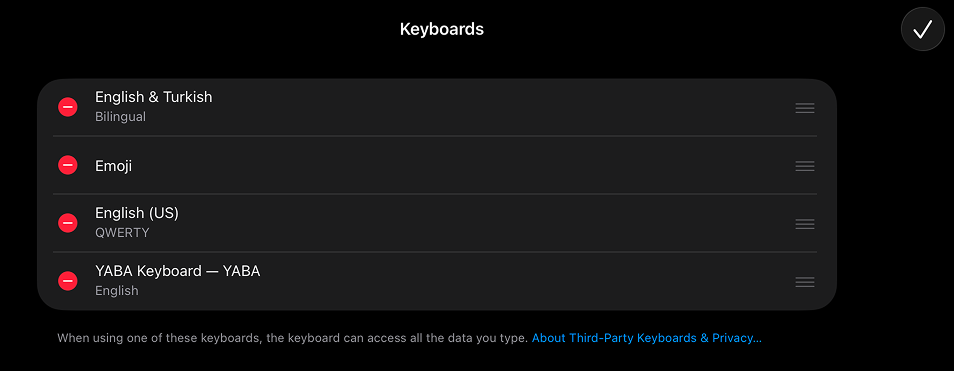 Keyboards
English & Turkish
Bilingual
Emoji
English (US)
QWERTY
YABA Keyboard — YABA
English
When using one of these keyboards, the keyboard can access all the data you type. About Third-Party Keyboards & Privacy...